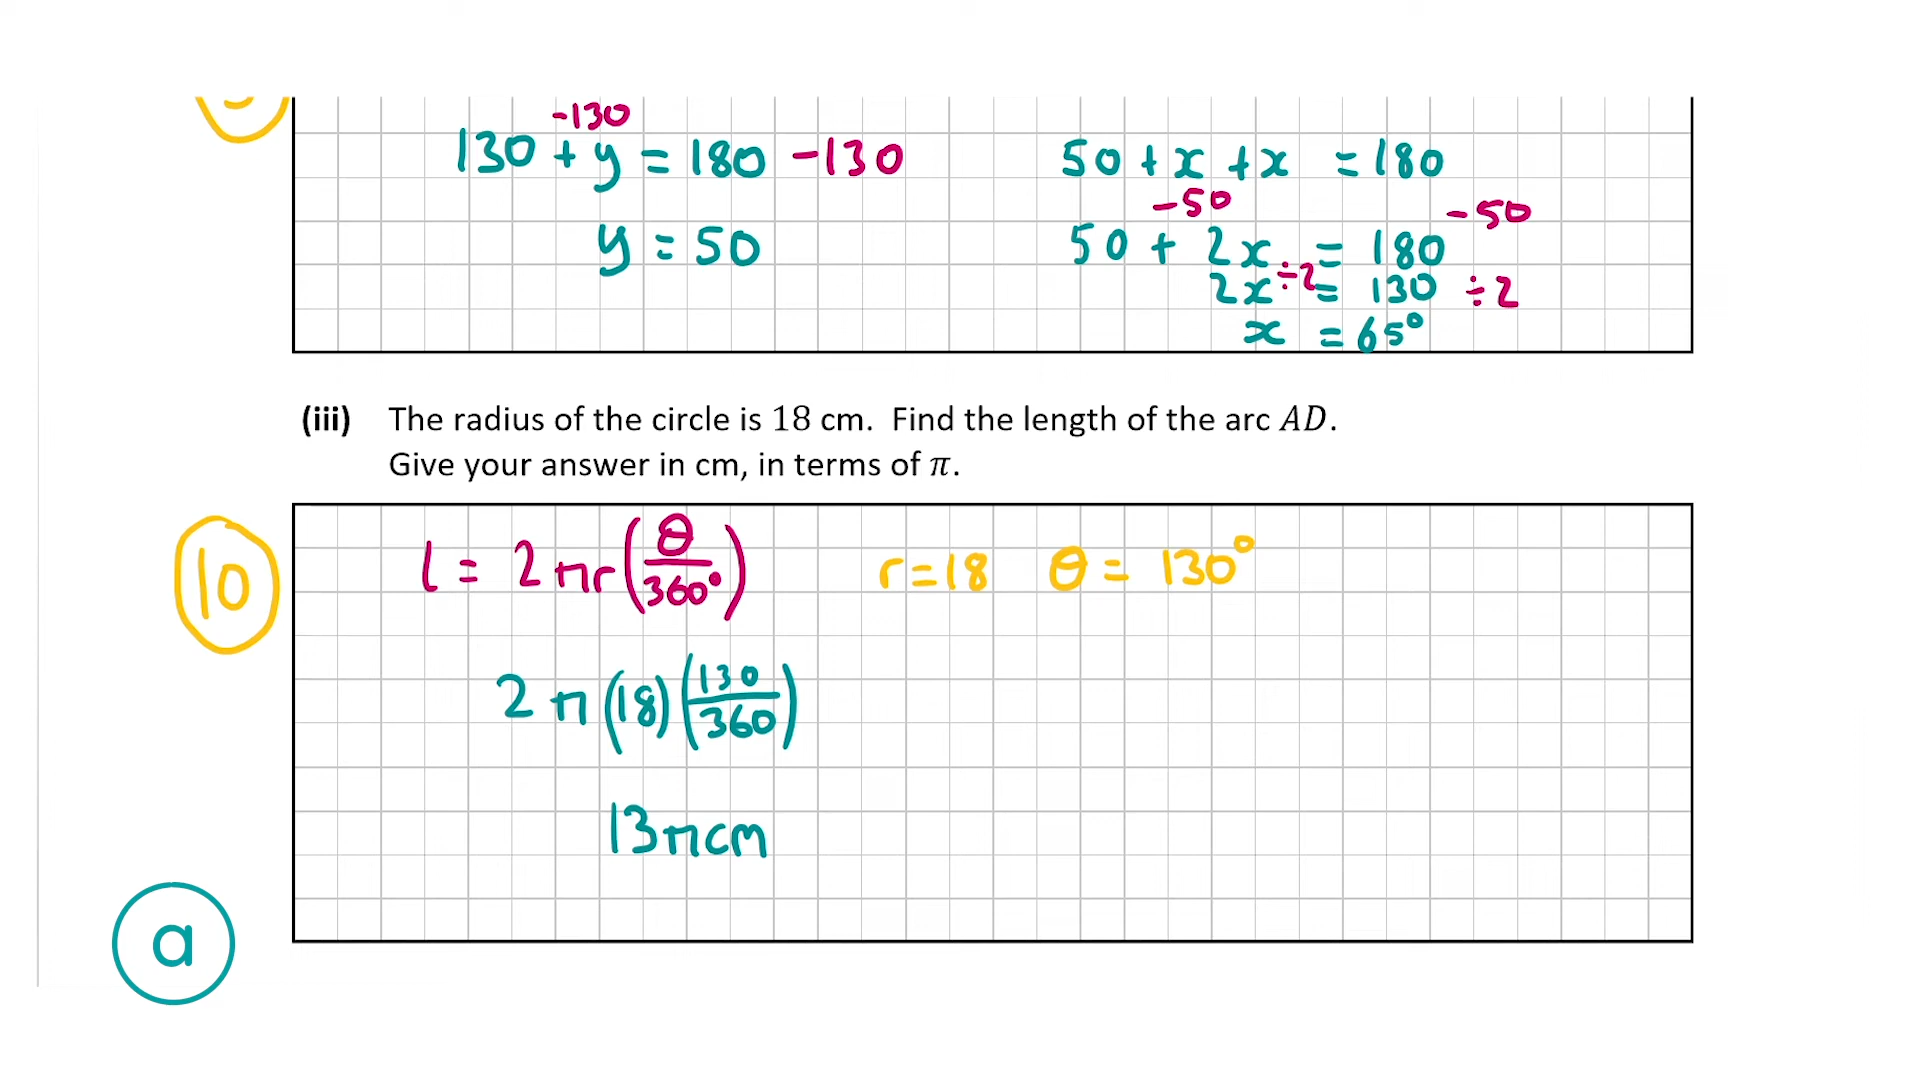 130 + y = 180 -130
-130
y = 50
50 + x + x = 180
-50 -50
50 + 2x = 180
2x ÷2 = 130 ÷2
x = 65°
(iii) The radius of the circle is 18 cm. Find the length of the arc AD.
Give your answer in cm, in terms of π.
10
l = 2πr(θ/360°) r = 18 θ = 130°
2π(18)(130/360)
13π cm
a